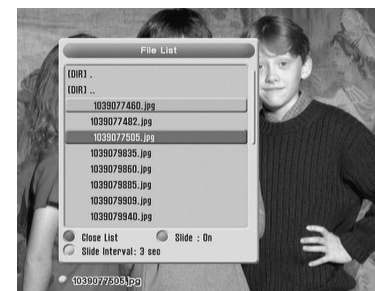 File List
[DIR] .
[DIR] ..
1039077460.jpg
1039077482.jpg
1039077505.jpg
1039079835.jpg
1039079860.jpg
1039079885.jpg
1039079909.jpg
1039079940.jpg
Close List Slide : On
Slide Interval: 3 sec
1039077505.jpg